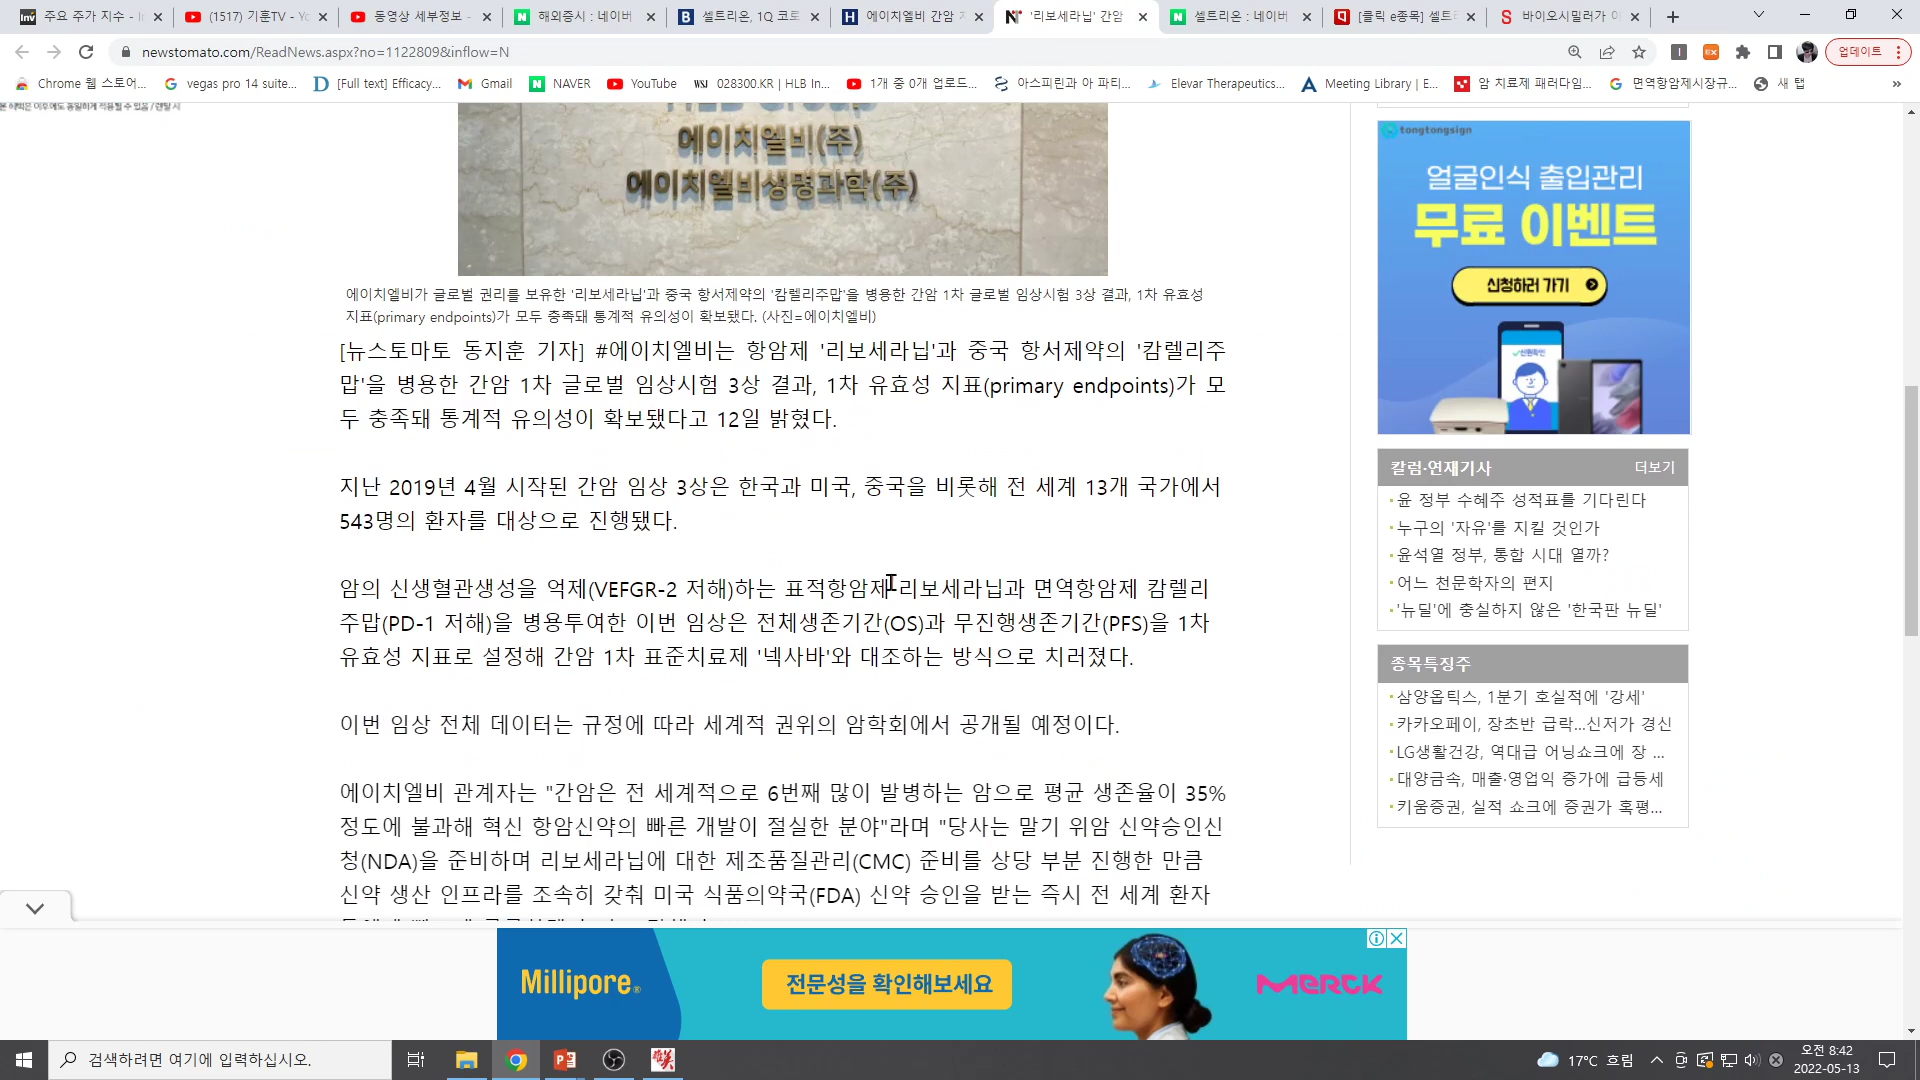 주요 주가 지수 -
(1517) 기훈TV - Y
동영상 세부정보 -
해외증시 : 네이버
셀트리온, 1Q 코로
에이치엘비 간암
'리보세라닙' 간암
셀트리온 : 네이버
[클릭 e종목] 셀트
바이오시밀러가
newstomato.com/ReadNews.aspx?no=1122809&inflow=N
업데이트
Chrome 웹 스토어...
vegas pro 14 suite...
[Full text] Efficacy...
Gmail
NAVER
YouTube
WSJ 028300.KR | HLB In...
1개 중 0개 업로드...
아스피린과 아 파티...
Elevar Therapeutics...
Meeting Library | E...
암 치료제 패러다임...
면역항암제시장규...
새 탭
에이치엘비(주)
에이치엘비생명과학(주)
에이치엘비가 글로벌 권리를 보유한 '리보세라닙'과 중국 항서제약의 '캄렐리주맙'을 병용한 간암 1차 글로벌 임상시험 3상 결과, 1차 유효성
지표(primary endpoints)가 모두 충족돼 통계적 유의성이 확보됐다. (사진=에이치엘비)
[뉴스토마토 동지훈 기자] #에이치엘비는 항암제 '리보세라닙'과 중국 항서제약의 '캄렐리주
맙'을 병용한 간암 1차 글로벌 임상시험 3상 결과, 1차 유효성 지표(primary endpoints)가 모
두 충족돼 통계적 유의성이 확보됐다고 12일 밝혔다.
지난 2019년 4월 시작된 간암 임상 3상은 한국과 미국, 중국을 비롯해 전 세계 13개 국가에서
543명의 환자를 대상으로 진행됐다.
암의 신생혈관생성을 억제(VEFGR-2 저해)하는 표적항암제 리보세라닙과 면역항암제 캄렐리
주맙(PD-1 저해)을 병용투여한 이번 임상은 전체생존기간(OS)과 무진행생존기간(PFS)을 1차
유효성 지표로 설정해 간암 1차 표준치료제 '넥사바'와 대조하는 방식으로 치러졌다.
이번 임상 전체 데이터는 규정에 따라 세계적 권위의 암학회에서 공개될 예정이다.
에이치엘비 관계자는 "간암은 전 세계적으로 6번째 많이 발병하는 암으로 평균 생존율이 35%
정도에 불과해 혁신 항암신약의 빠른 개발이 절실한 분야"라며 "당사는 말기 위암 신약승인신
청(NDA)을 준비하며 리보세라닙에 대한 제조품질관리(CMC) 준비를 상당 부분 진행한 만큼
신약 생산 인프라를 조속히 갖춰 미국 식품의약국(FDA) 신약 승인을 받는 즉시 전 세계 환자
tongtongsign
얼굴인식 출입관리
무료 이벤트
신청하러 가기
칼럼·연재기사 더보기
윤 정부 수혜주 성적표를 기다린다
누구의 '자유'를 지킬 것인가
윤석열 정부, 통합 시대 열까?
어느 천문학자의 편지
'뉴딜'에 충실하지 않은 '한국판 뉴딜'
종목특징주
삼양옵틱스, 1분기 호실적에 '강세'
카카오페이, 장초반 급락...신저가 경신
LG생활건강, 역대급 어닝쇼크에 장 ...
대양금속, 매출·영업익 증가에 급등세
키움증권, 실적 쇼크에 증권가 혹평...
Millipore®
전문성을 확인해보세요
MERCK
검색하려면 여기에 입력하십시오.
17°C 흐림
오전 8:42
2022-05-13